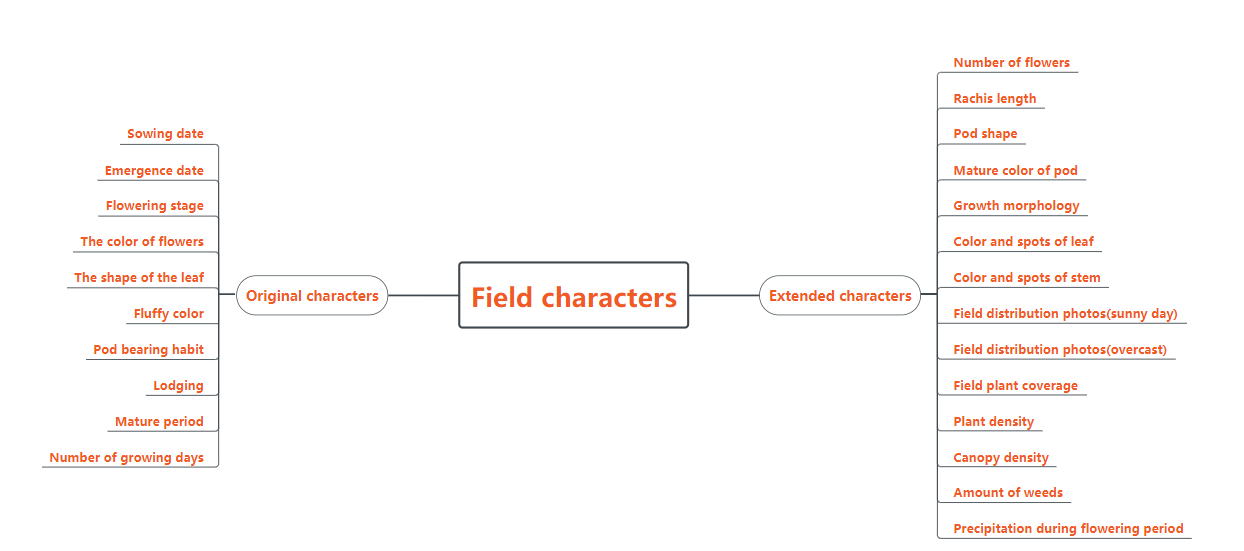 Field characters
Original characters
Sowing date
Emergence date
Flowering stage
The color of flowers
The shape of the leaf
Fluffy color
Pod bearing habit
Lodging
Mature period
Number of growing days
Extended characters
Number of flowers
Rachis length
Pod shape
Mature color of pod
Growth morphology
Color and spots of leaf
Color and spots of stem
Field distribution photos(sunny day)
Field distribution photos(overcast)
Field plant coverage
Plant density
Canopy density
Amount of weeds
Precipitation during flowering period